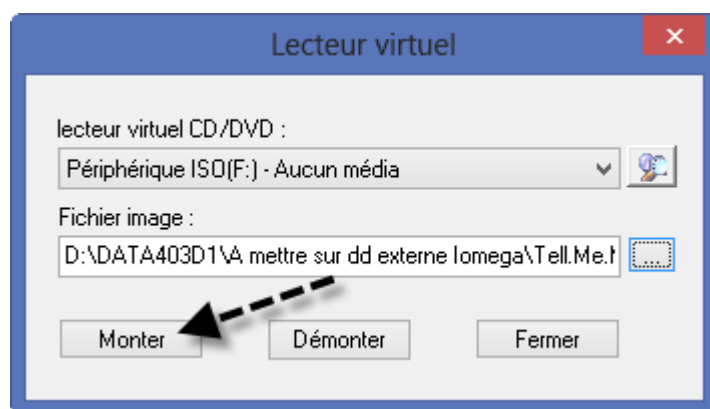 Lecteur virtuel
lecteur virtuel CD/DVD :
Périphérique ISO(F:) - Aucun média
Fichier image :
D:\DATA403D1\A mettre sur dd externe Iomega\Tell.Me.
...
Monter
Démonter
Fermer